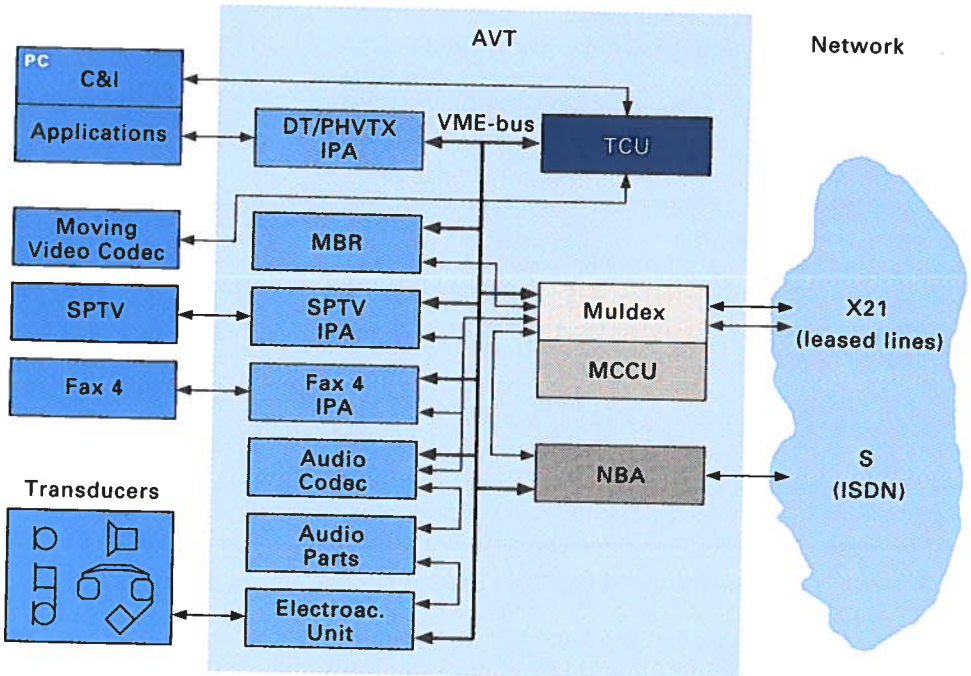 AVT
Network
PC
C&I
Applications
DT/PHVTX
IPA
VME-bus
TCU
Moving
Video Codec
MBR
SPTV
SPTV
IPA
Muldex
MCCU
X21
(leased lines)
Fax 4
Fax 4
IPA
Audio
Codec
NBA
S
(ISDN)
Transducers
Audio
Parts
Electroac.
Unit